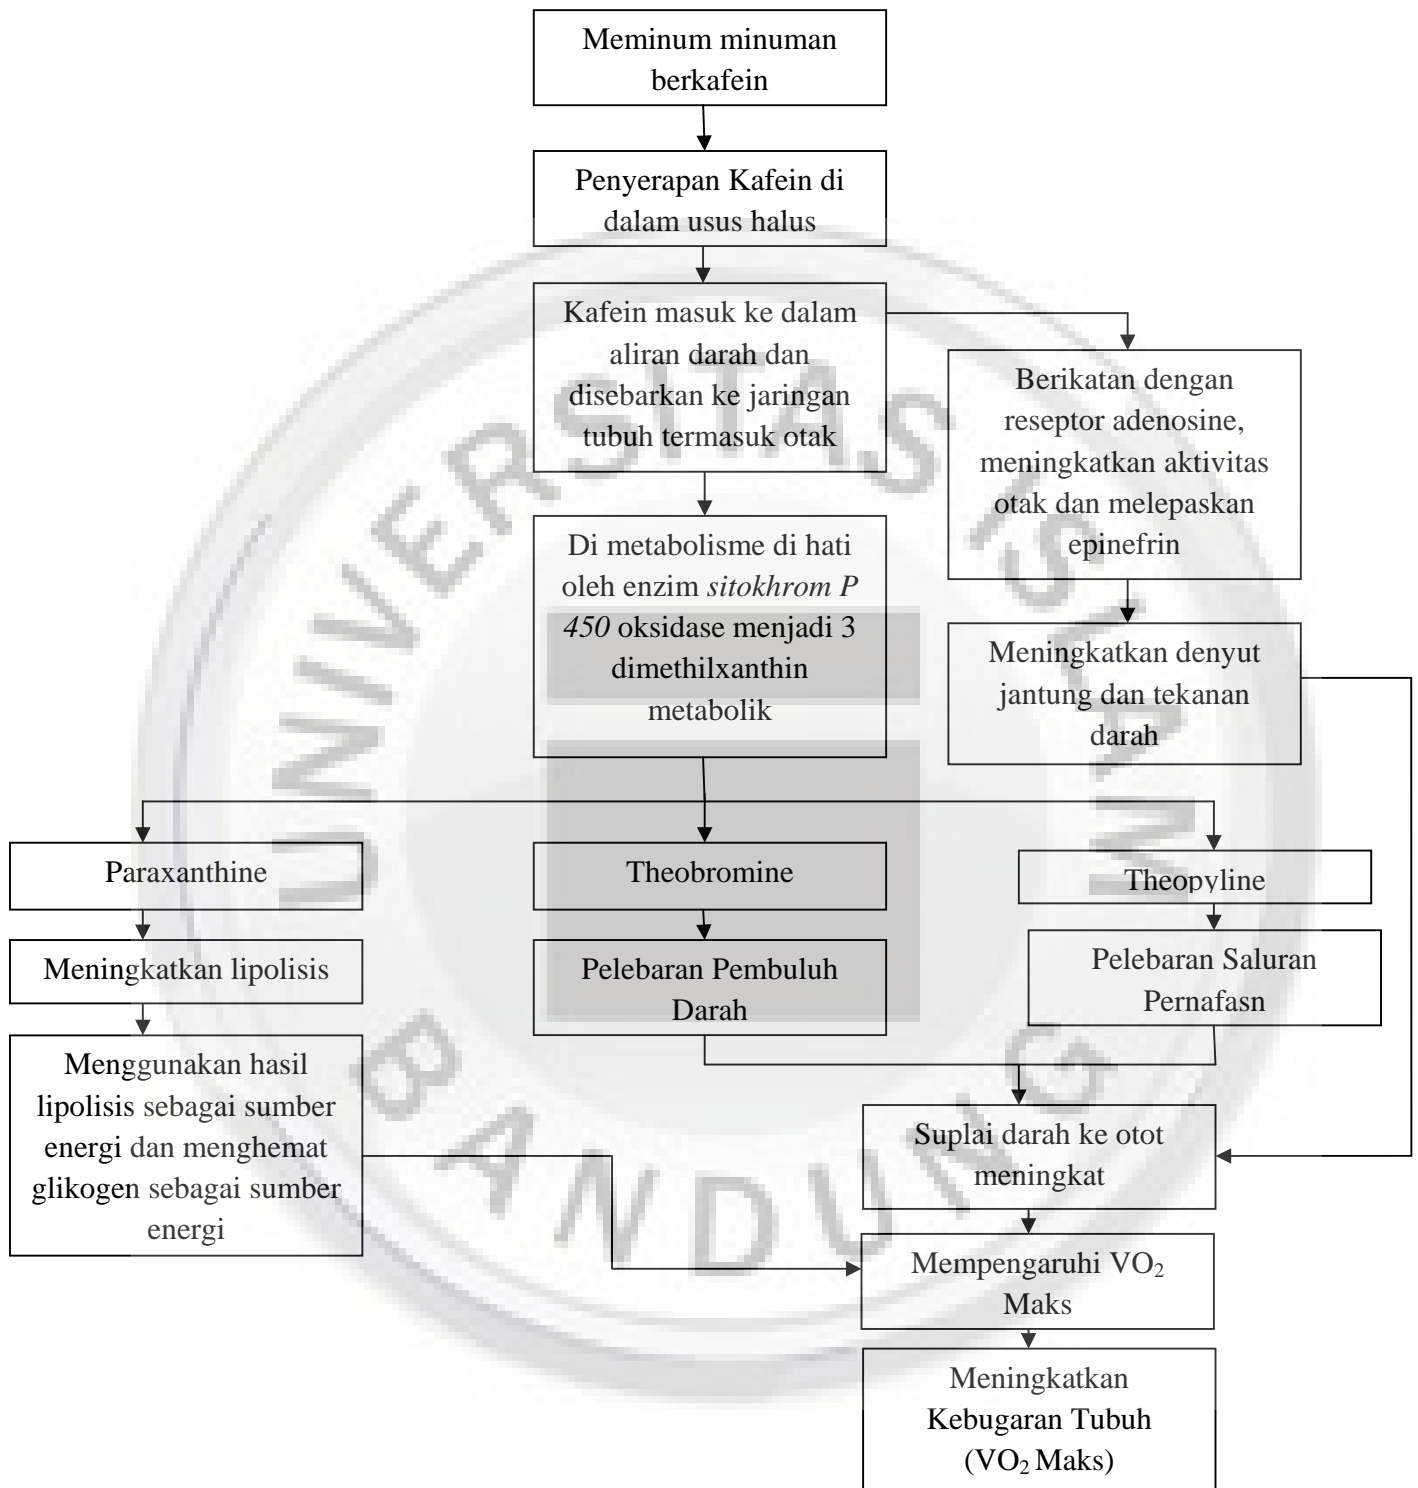 Meminum minuman
berkafein
Penyerapan Kafein di
dalam usus halus
Kafein masuk ke dalam
aliran darah dan
disebarkan ke jaringan
tubuh termasuk otak
Berikatan dengan
reseptor adenosine,
meningkatkan aktivitas
otak dan melepaskan
epinefrin
Di metabolisme di hati
oleh enzim sitokhrom P
450 oksidase menjadi 3
dimethilxanthin
metabolik
Meningkatkan denyut
jantung dan tekanan
darah
Paraxanthine
Theobromine
Theopyline
Meningkatkan lipolisis
Pelebaran Pembuluh
Darah
Pelebaran Saluran
Pernafasn
Menggunakan hasil
lipolisis sebagai sumber
energi dan menghemat
glikogen sebagai sumber
energi
Suplai darah ke otot
meningkat
Mempengaruhi VO₂
Maks
Meningkatkan
Kebugaran Tubuh
(VO₂ Maks)
UNIVERSITAS ISLAM
BANDUNG